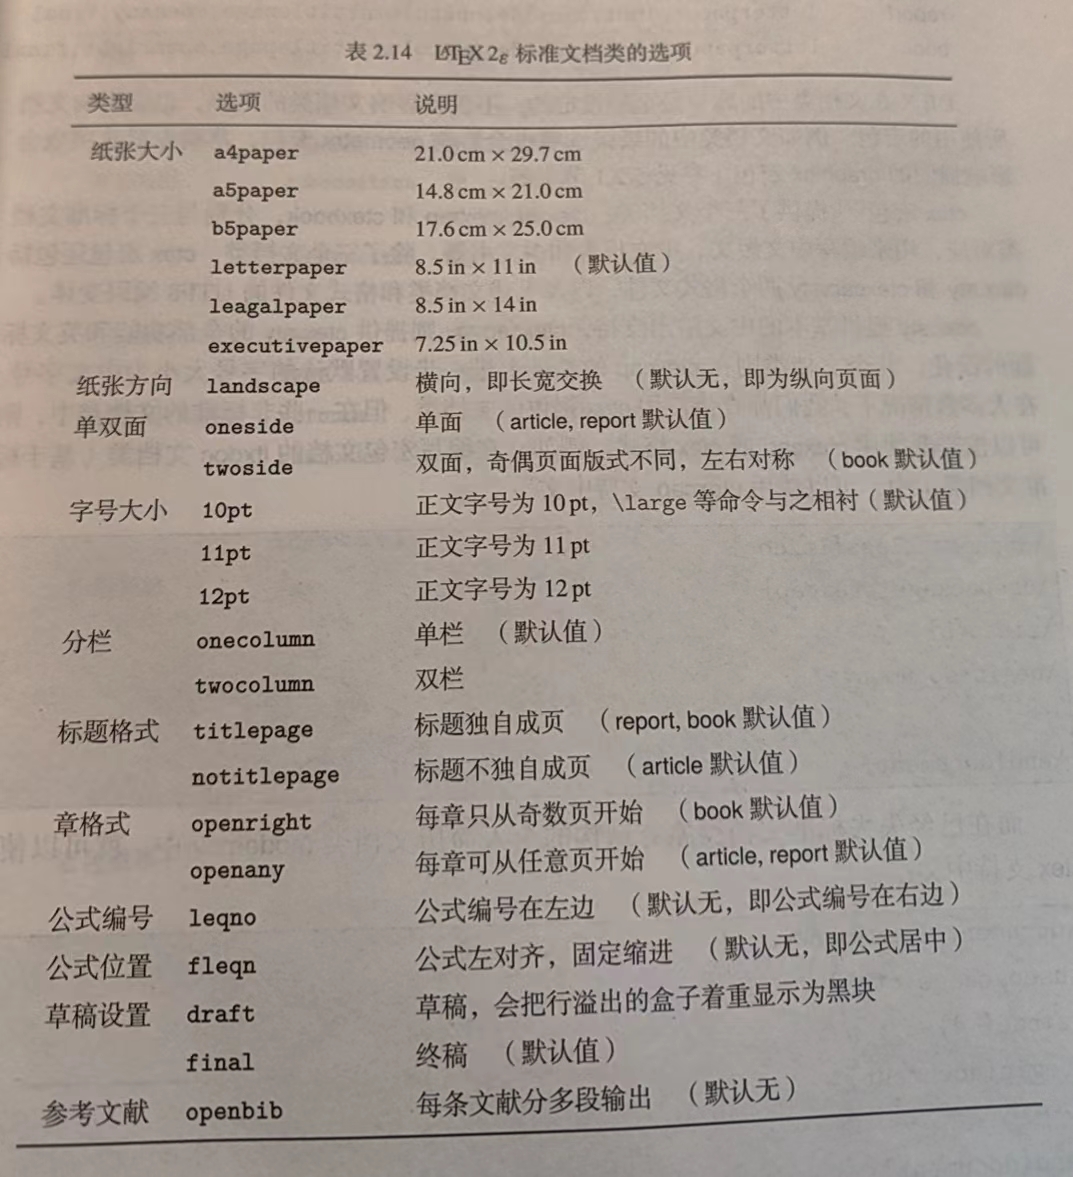 表 2.14 LATEX 2ε 标准文档类的选项
类型 选项 说明
纸张大小 a4paper 21.0 cm × 29.7 cm
a5paper 14.8 cm × 21.0 cm
b5paper 17.6 cm × 25.0 cm
letterpaper 8.5 in × 11 in （默认值）
leagalpaper 8.5 in × 14 in
executivepaper 7.25 in × 10.5 in
纸张方向 landscape 横向，即长宽交换 （默认无，即为纵向页面）
单双面 oneside 单面 （article, report 默认值）
twoside 双面，奇偶页面版式不同，左右对称 （book 默认值）
字号大小 10pt 正文字号为 10 pt，\large 等命令与之相衬（默认值）
11pt 正文字号为 11 pt
12pt 正文字号为 12 pt
分栏 onecolumn 单栏 （默认值）
twocolumn 双栏
标题格式 titlepage 标题独自成页 （report, book 默认值）
notitlepage 标题不独自成页 （article 默认值）
章格式 openright 每章只从奇数页开始 （book 默认值）
openany 每章可从任意页开始 （article, report 默认值）
公式编号 leqno 公式编号在左边 （默认无，即公式编号在右边）
公式位置 fleqn 公式左对齐，固定缩进 （默认无，即公式居中）
草稿设置 draft 草稿，会把行溢出的盒子着重显示为黑块
final 终稿 （默认值）
参考文献 openbib 每条文献分多段输出 （默认无）